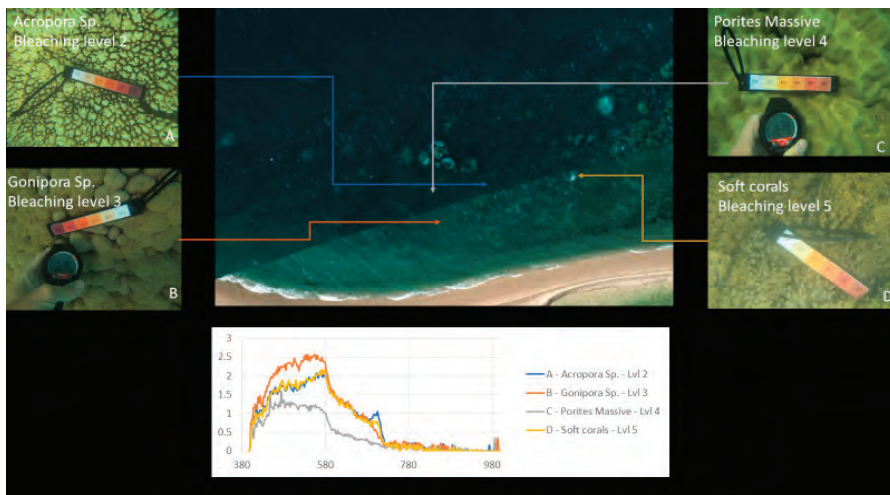 Acropora Sp.
Bleaching level 2
A
Gonipora Sp.
Bleaching level 3
B
Porites Massive
Bleaching level 4
C
Soft corals
Bleaching level 5
D
3
2.5
2
1.5
1
0.5
0
380
580
780
980
A - Acropora Sp. - Lvl 2
B - Gonipora Sp. - Lvl 3
C - Porites Massive - Lvl 4
D - Soft corals - Lvl 5